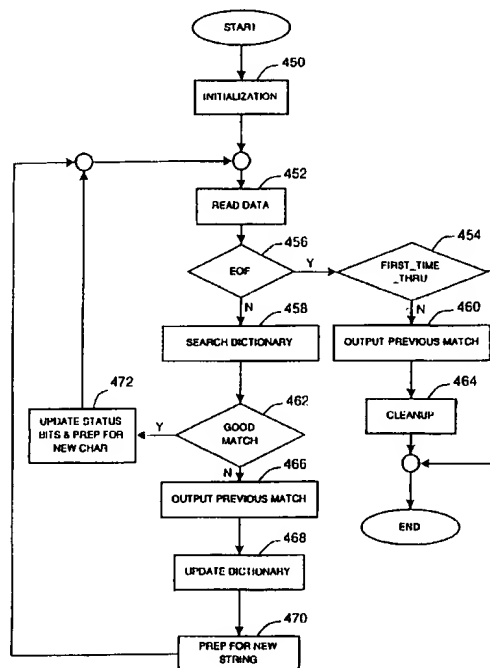 START
450
INITIALIZATION
452
READ DATA
456
454
EOF
Y
FIRST_TIME
_THRU
N
458
N
460
SEARCH DICTIONARY
OUTPUT PREVIOUS MATCH
472
462
464
UPDATE STATUS
BITS & PREP FOR
NEW CHAR
Y
GOOD
MATCH
CLEANUP
N
466
OUTPUT PREVIOUS MATCH
END
468
UPDATE DICTIONARY
470
PREP FOR NEW
STRING